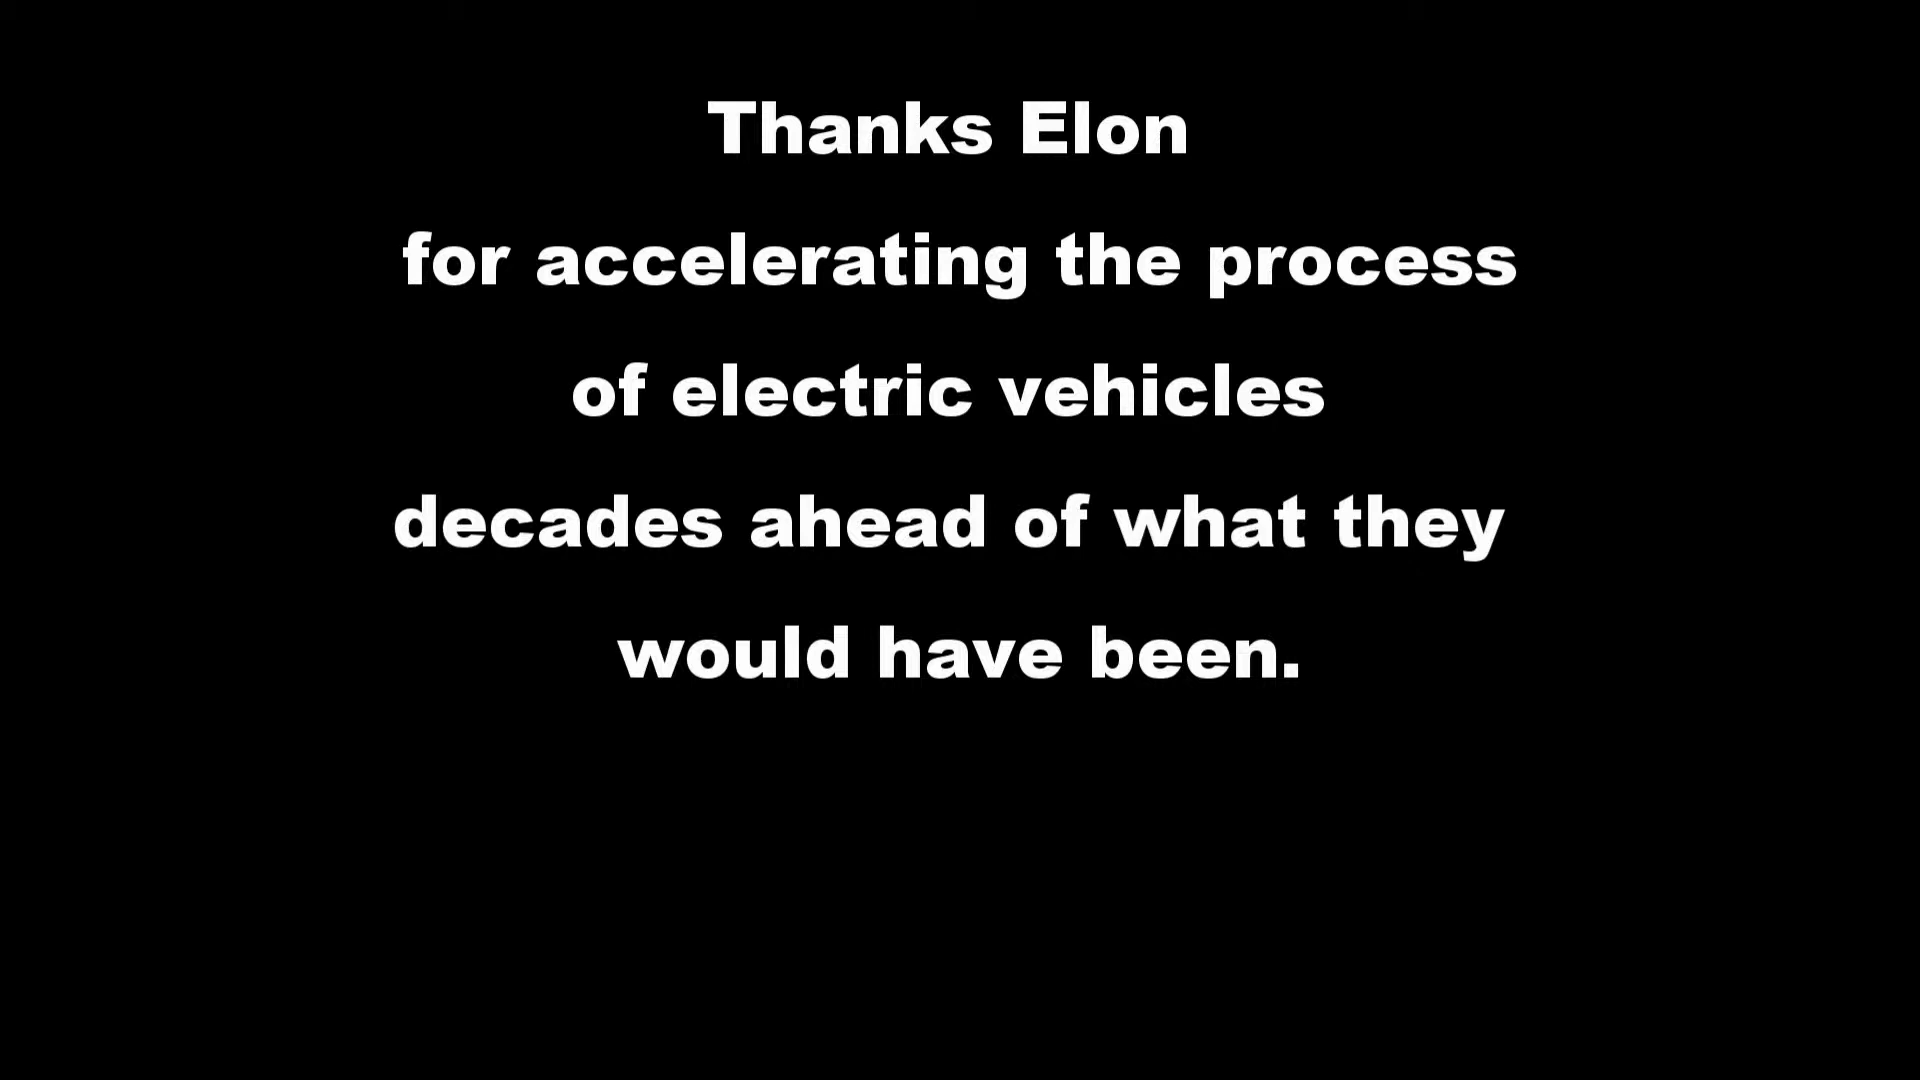 Thanks Elon
for accelerating the process
of electric vehicles
decades ahead of what they
would have been.